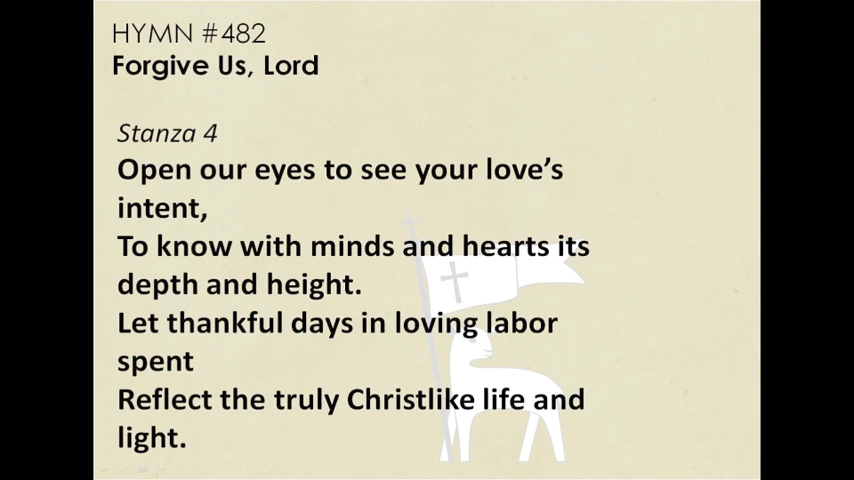 HYMN #482
Forgive Us, Lord
Stanza 4
Open our eyes to see your love’s
intent,
To know with minds and hearts its
depth and height.
Let thankful days in loving labor
spent
Reflect the truly Christlike life and
light.